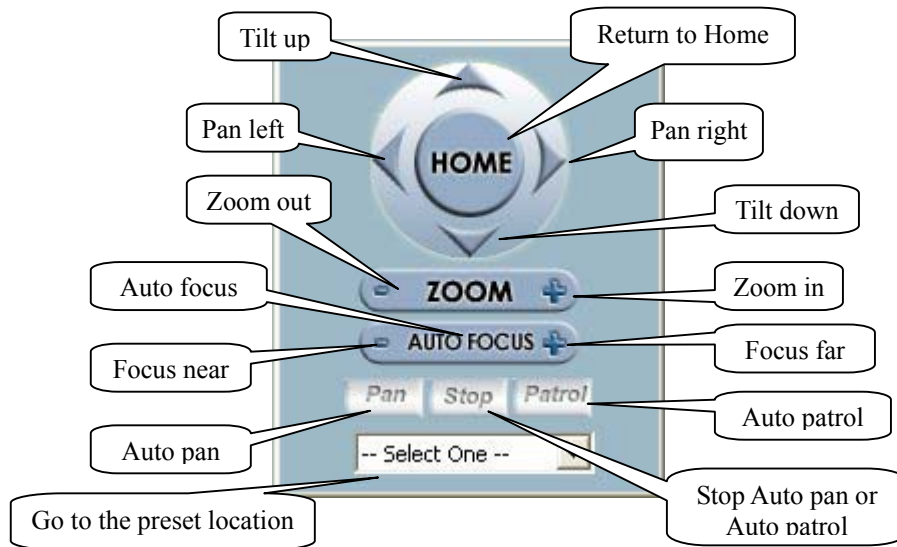 Tilt up
Return to Home
Pan left
HOME
Pan right
Zoom out
Tilt down
Auto focus
- ZOOM +
Zoom in
Focus near
- AUTO FOCUS +
Focus far
Pan
Stop
Patrol
Auto pan
-- Select One --
Auto patrol
Go to the preset location
Stop Auto pan or
Auto patrol